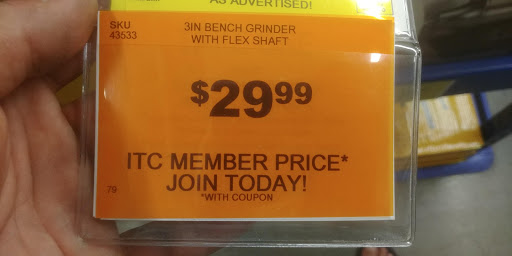 AS ADVERTISED!
SKU 3IN BENCH GRINDER
43533 WITH FLEX SHAFT
$29.99
ITC MEMBER PRICE*
JOIN TODAY!
79 *WITH COUPON